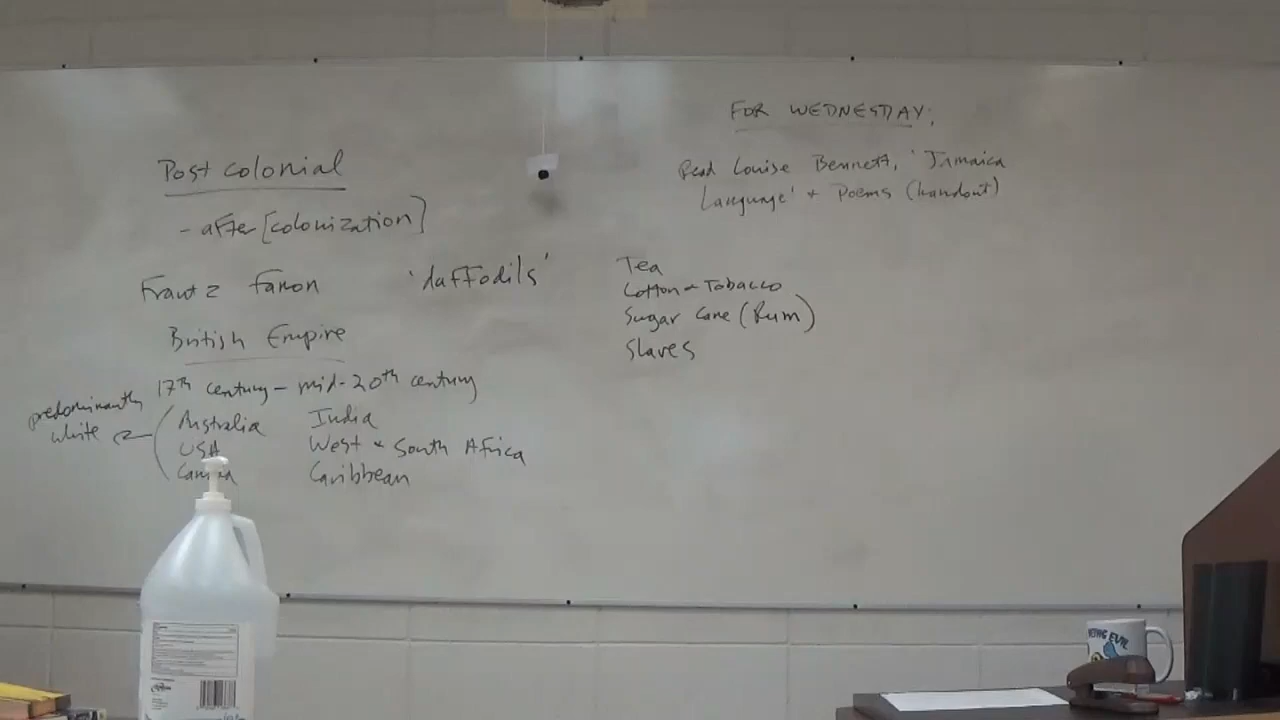 FOR WEDNESDAY:
Read Louise Bennett, 'Jamaica
Language' + Poems (handout)
Post colonial
- after [colonization]
Frantz Fanon
'daffodils'
British Empire
17th century - mid-20th century
predominantly
white
Australia
USA
Canada
India
West + South Africa
Caribbean
Tea
Cotton + Tobacco
Sugar Cane (Rum)
Slaves
EVIL